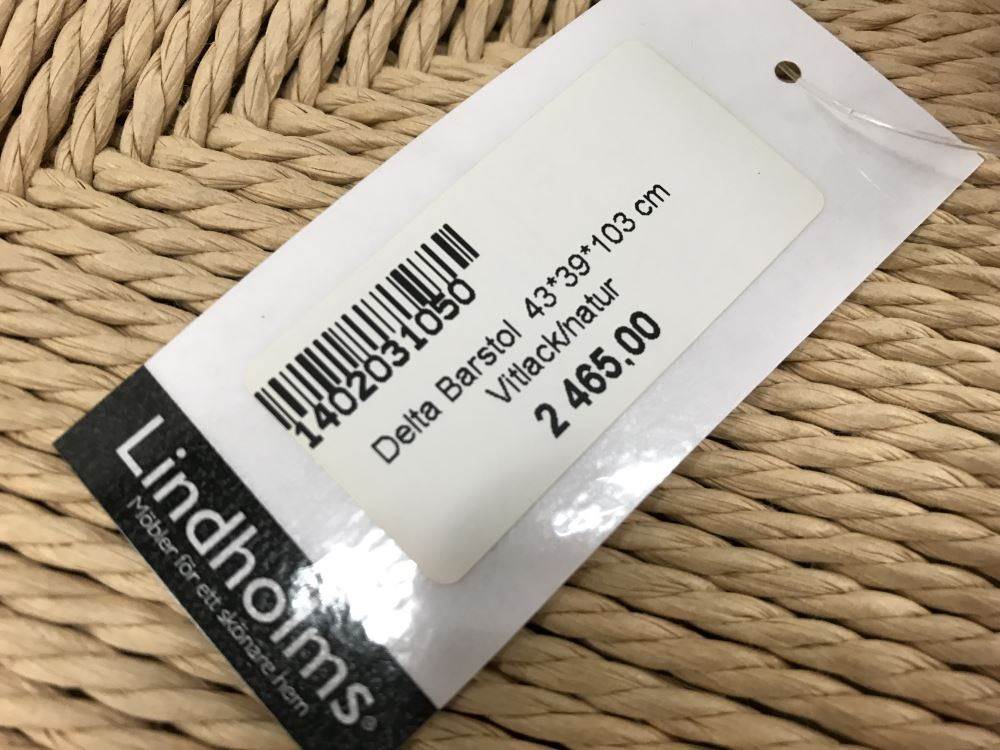 1402031050
Delta Barstol 43*39*103 cm
Vitlack/natur
2 465,00
Lindholms®
Möbler för ett skönare hem